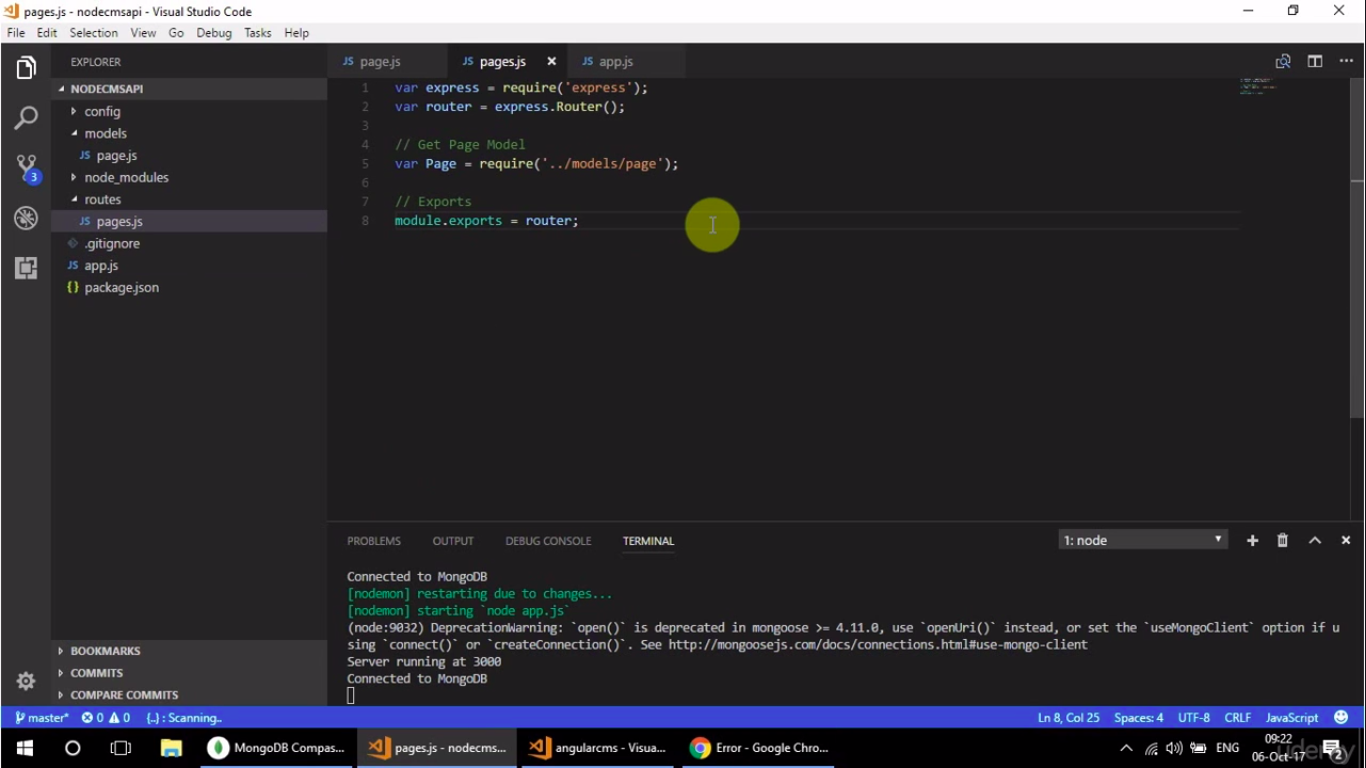 pages.js - nodecmsapi - Visual Studio Code
File Edit Selection View Go Debug Tasks Help
EXPLORER
NODECMSAPI
config
models
JS page.js
node_modules
routes
JS pages.js
.gitignore
JS app.js
{} package.json
BOOKMARKS
COMMITS
COMPARE COMMITS
3
JS page.js JS pages.js JS app.js
1 var express = require('express');
2 var router = express.Router();
3
4 // Get Page Model
5 var Page = require('../models/page');
6
7 // Exports
8 module.exports = router;
PROBLEMS OUTPUT DEBUG CONSOLE TERMINAL 1: node
Connected to MongoDB
[nodemon] restarting due to changes...
[nodemon] starting `node app.js`
(node:9032) DeprecationWarning: `open()` is deprecated in mongoose >= 4.11.0, use `openUri()` instead, or set the `useMongoClient` option if u
sing `connect()` or `createConnection()`. See http://mongoosejs.com/docs/connections.html#use-mongo-client
Server running at 3000
Connected to MongoDB
master* 0 0 {..} : Scanning.. Ln 8, Col 25 Spaces: 4 UTF-8 CRLF JavaScript
MongoDB Compas... pages.js - nodecms... angularcms - Visua... Error - Google Chro... ENG
09:22
06-Oct-17
2
udemy